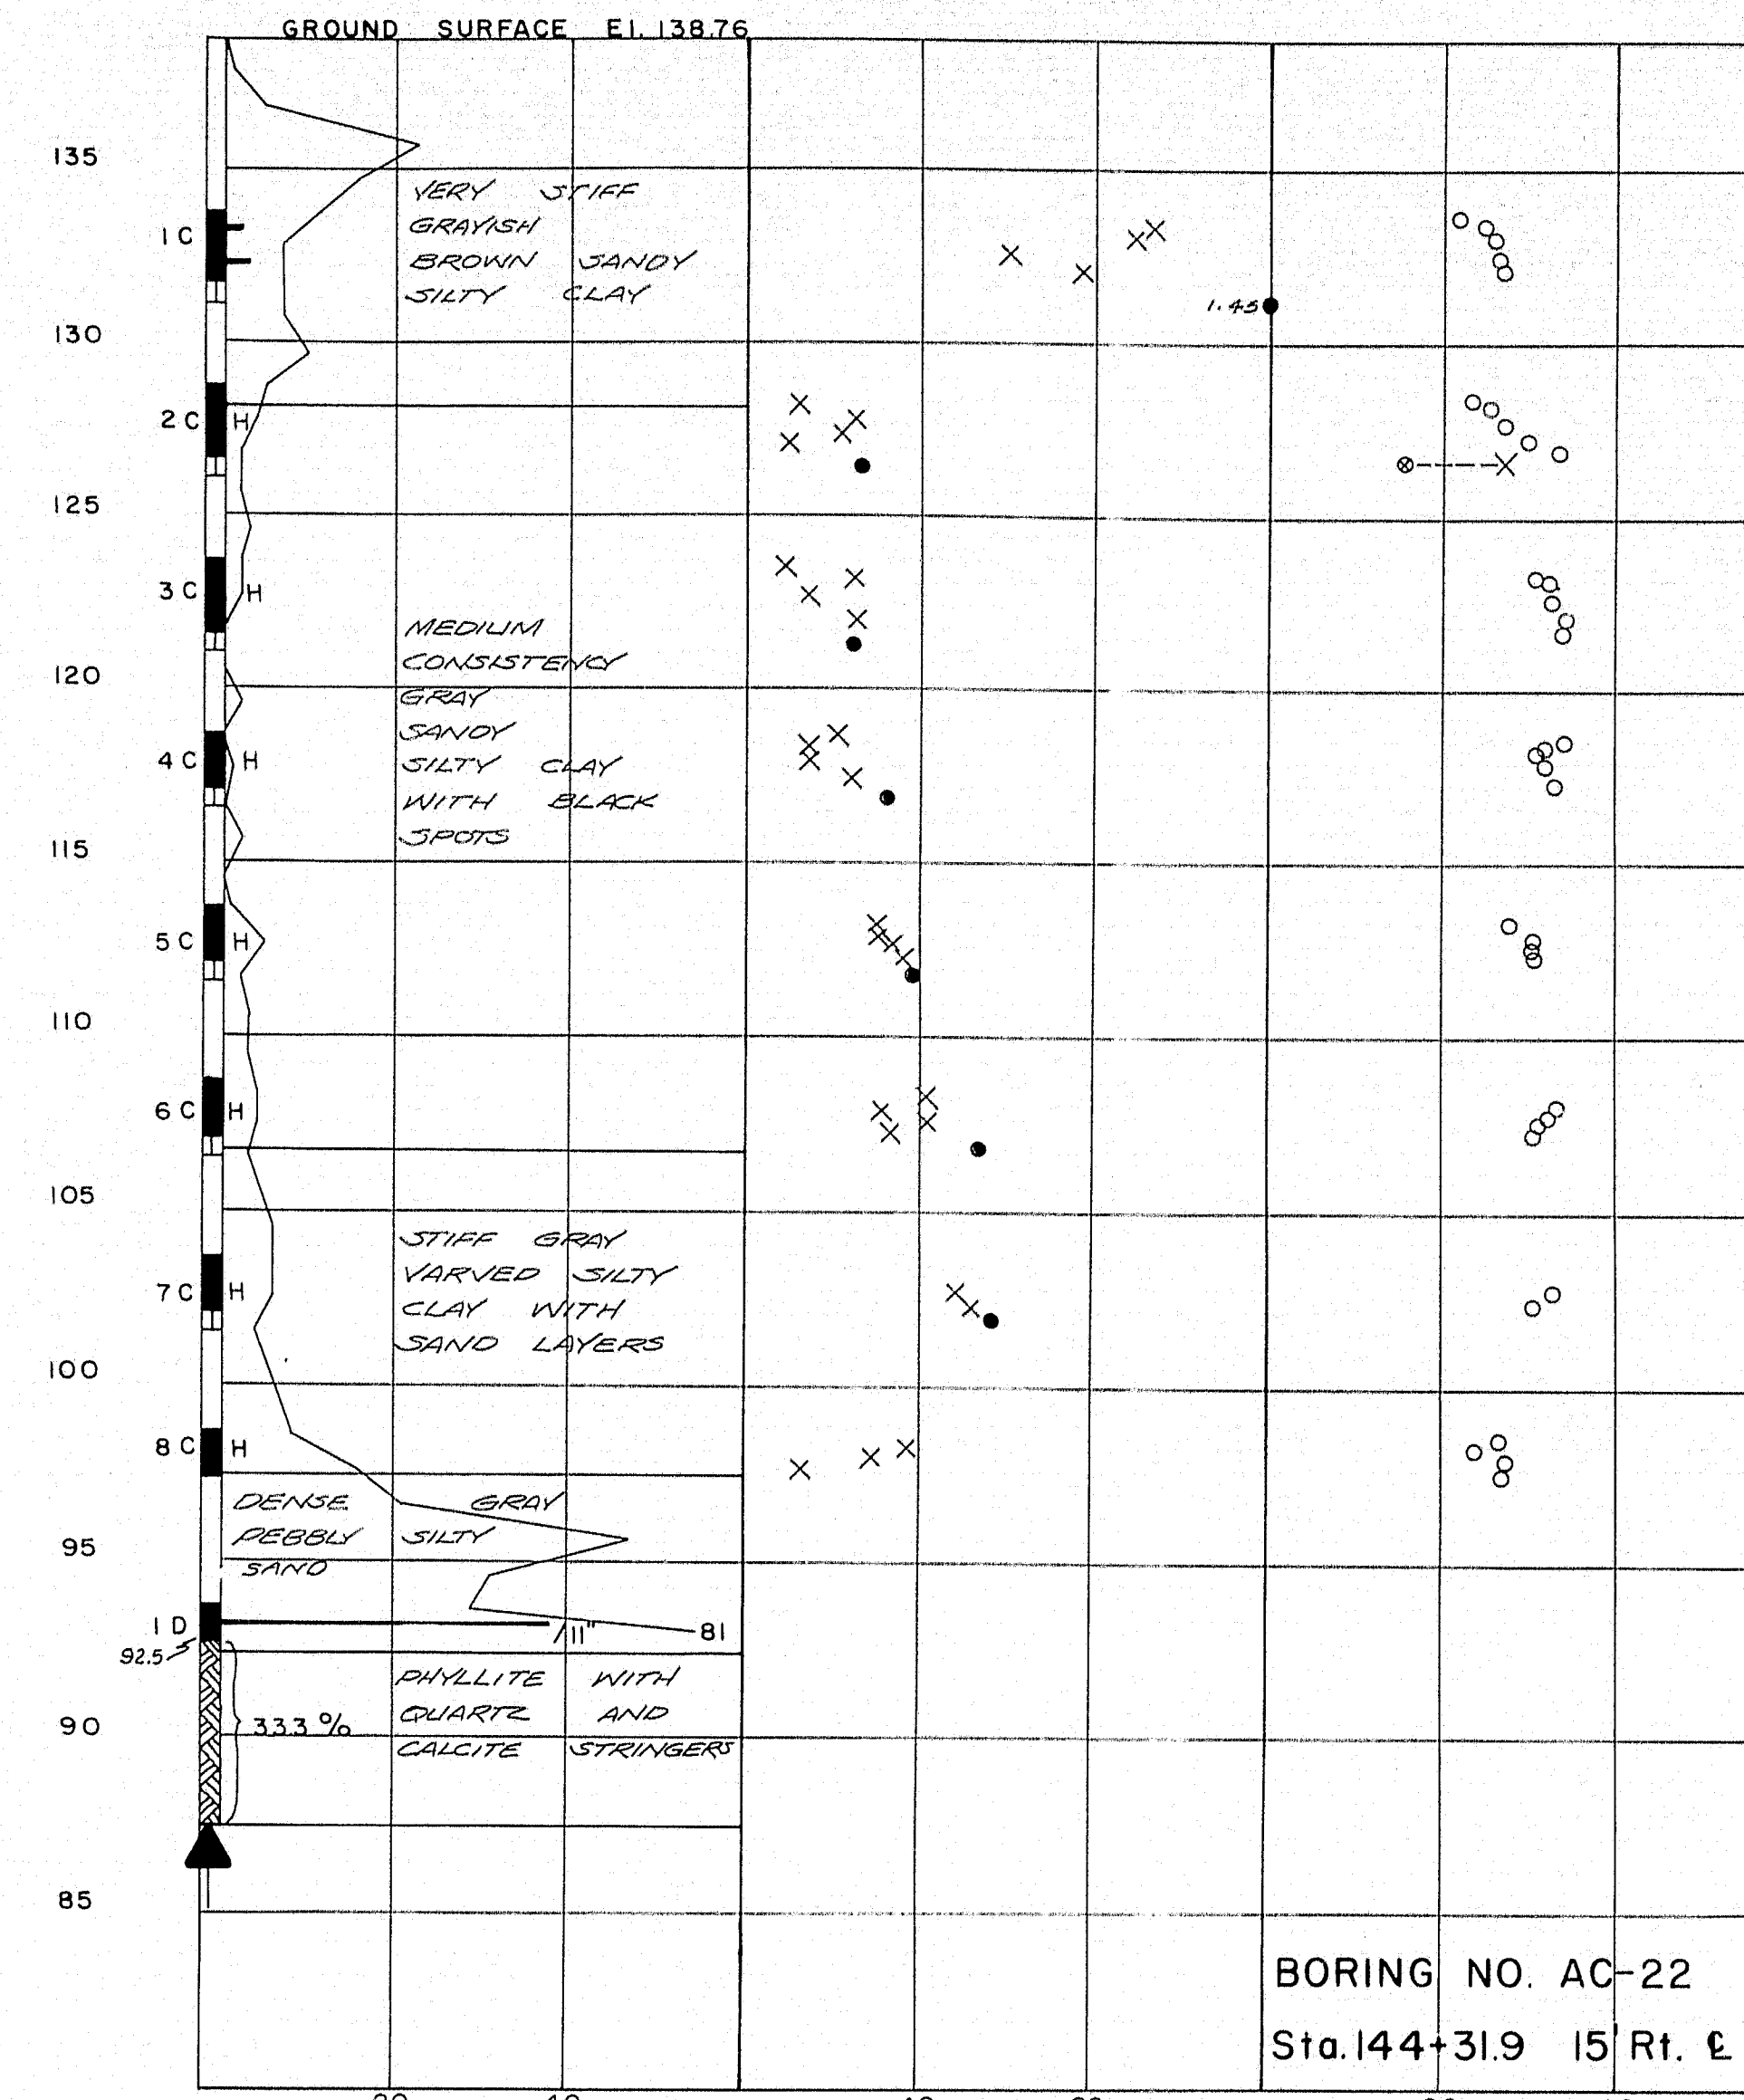 GROUND SURFACE El. 138.76
135
VERY STIFF
GRAYISH
BROWN SANDY
SILTY CLAY
1 C
1.45
130
2 C H
125
3 C H
MEDIUM
CONSISTENCY
GRAY
SANDY
SILTY CLAY
WITH BLACK
SPOTS
120
4 C H
115
5 C H
110
6 C H
105
STIFF GRAY
VARVED SILTY
CLAY WITH
SAND LAYERS
7 C H
100
8 C H
DENSE GRAY
PEBBLY SILTY
SAND
95
1 D
/11"
81
92.5
PHYLLITE WITH
QUARTZ AND
CALCITE STRINGERS
333 %
90
85
BORING NO. AC-22
Sta. 144+31.9 15' Rt. ℄